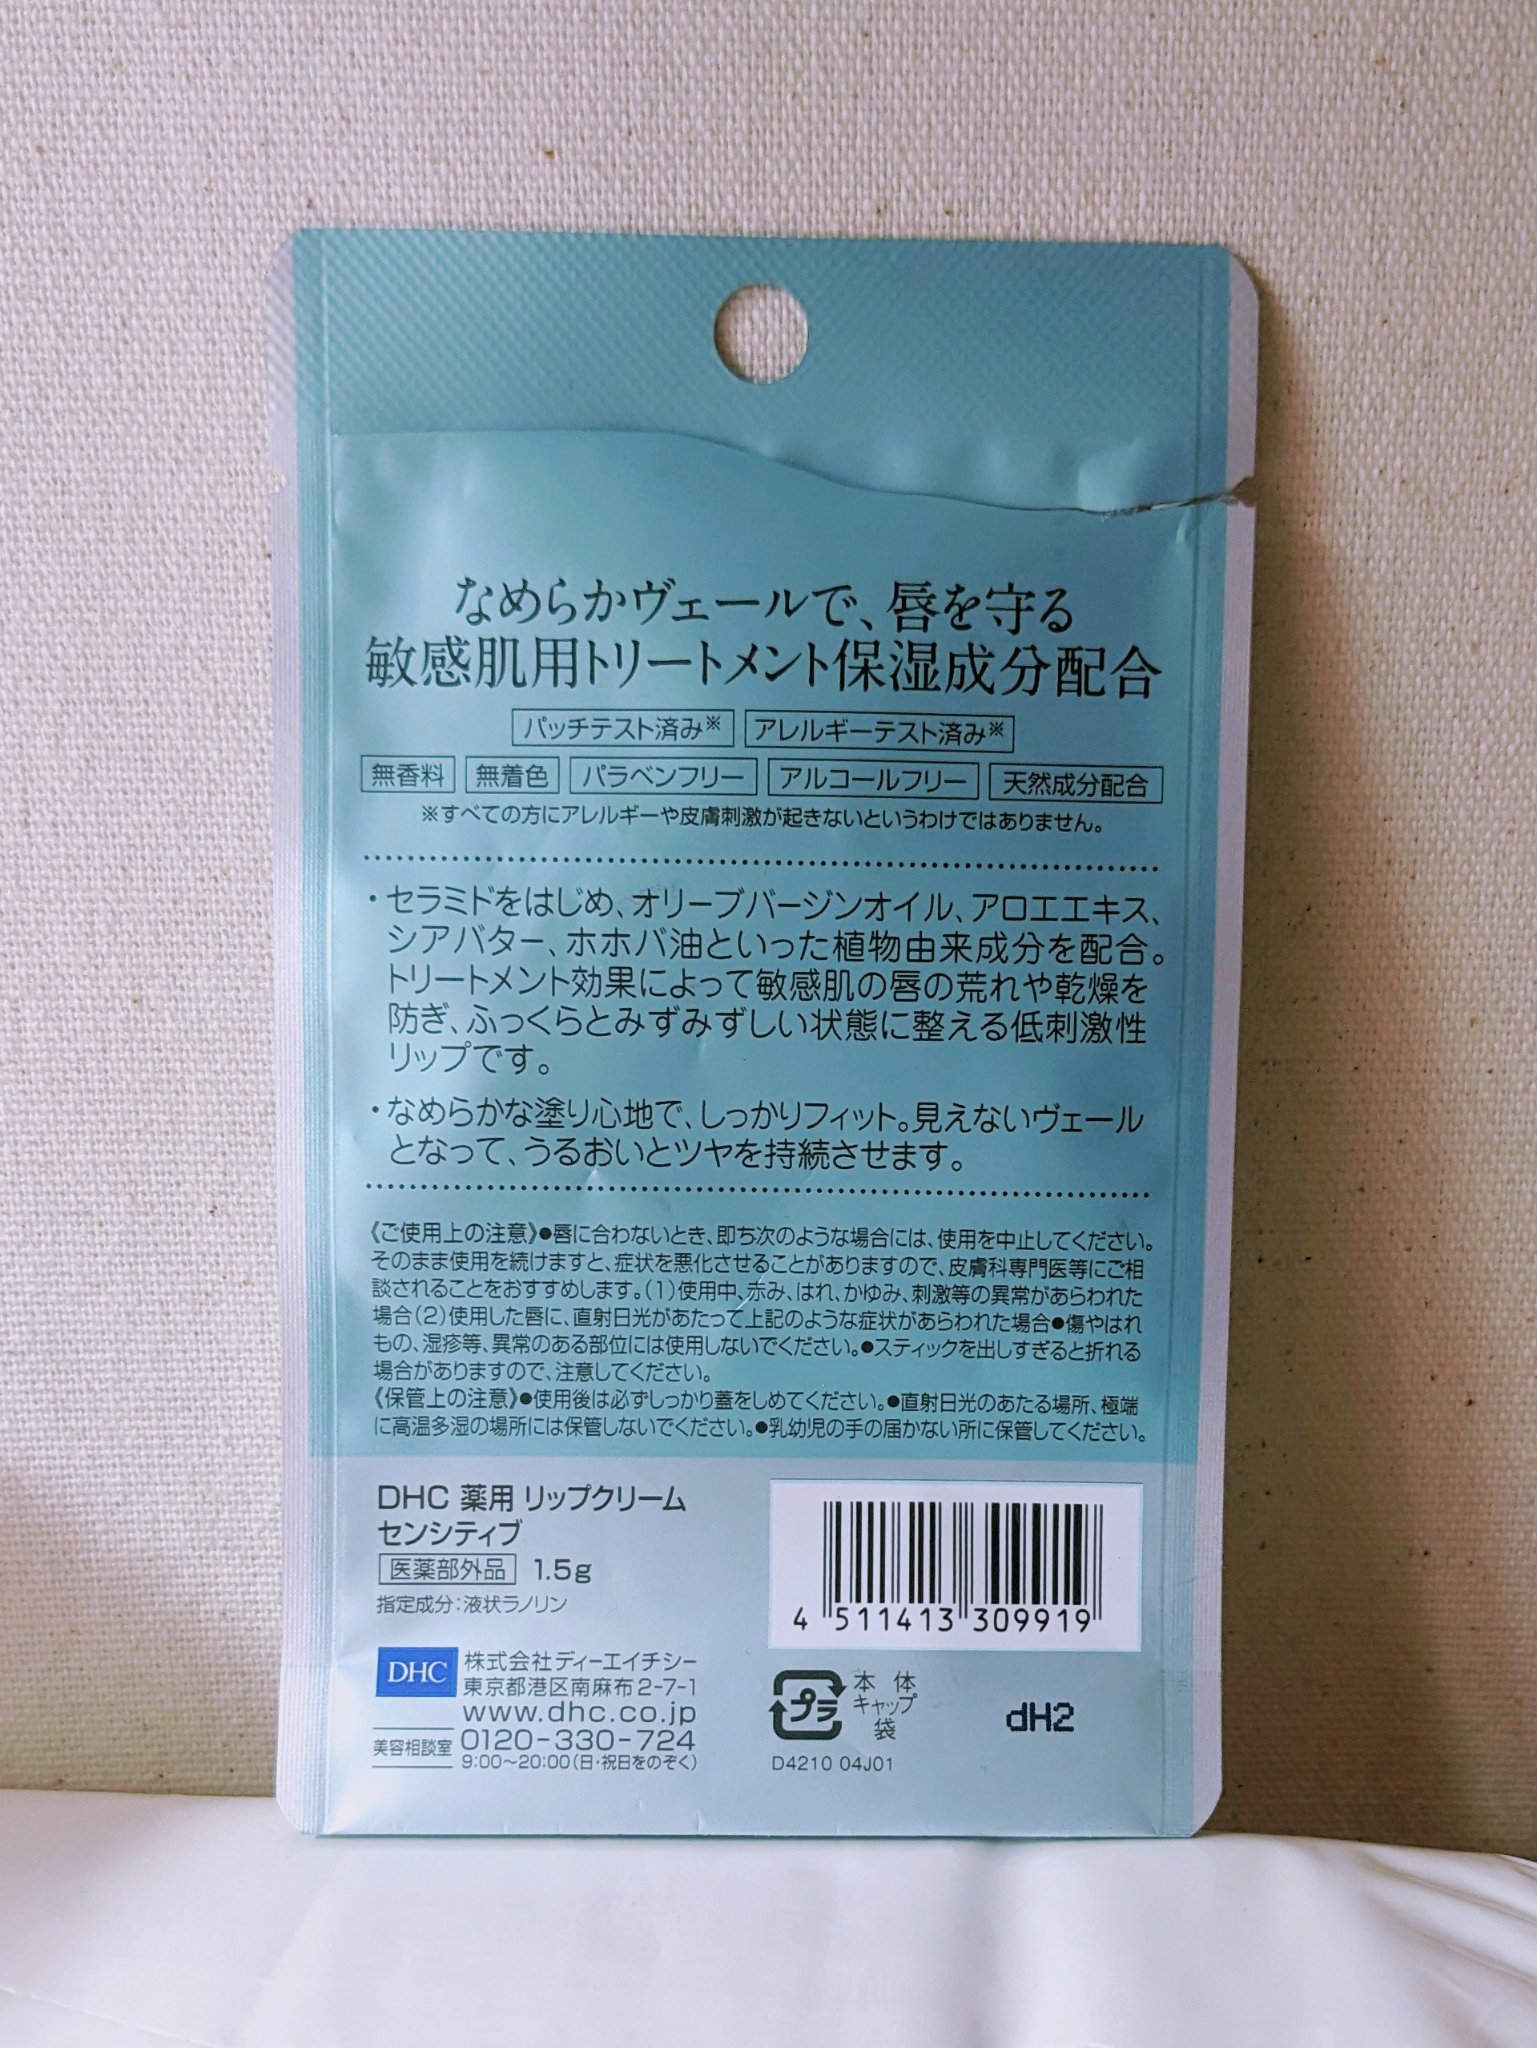 なめらかヴェールで、唇を守る
敏感肌用トリートメント保湿成分配合
パッチテスト済み※ アレルギーテスト済み※
無香料 無着色 パラベンフリー アルコールフリー 天然成分配合
※すべての方にアレルギーや皮膚刺激が起きないというわけではありません。
・セラミドをはじめ、オリーブバージンオイル、アロエエキス、
シアバター、ホホバ油といった植物由来成分を配合。
トリートメント効果によって敏感肌の唇の荒れや乾燥を
防ぎ、ふっくらとみずみずしい状態に整える低刺激性
リップです。
・なめらかな塗り心地で、しっかりフィット。見えないヴェール
となって、うるおいとツヤを持続させます。
《ご使用上の注意》●唇に合わないとき、即ち次のような場合には、使用を中止してください。
そのまま使用を続けますと、症状を悪化させることがありますので、皮膚科専門医等にご相
談されることをおすすめします。(1)使用中、赤み、はれ、かゆみ、刺激等の異常があらわれた
場合(2)使用した唇に、直射日光があたって上記のような症状があらわれた場合●傷やはれ
もの、湿疹等、異常のある部位には使用しないでください。●スティックを出しすぎると折れる
場合がありますので、注意してください。
《保管上の注意》●使用後は必ずしっかり蓋をしめてください。●直射日光のあたる場所、極端
に高温多湿の場所には保管しないでください。●乳幼児の手の届かない所に保管してください。
DHC 薬用 リップクリーム
センシティブ
医薬部外品 1.5g
指定成分：液状ラノリン
DHC 株式会社ディーエイチシー
東京都港区南麻布2-7-1
www.dhc.co.jp
美容相談室 0120-330-724
9:00〜20:00(日・祝日をのぞく)
4 511413 309919
プラ 本体
キャップ
袋
dH2
D4210 04J01